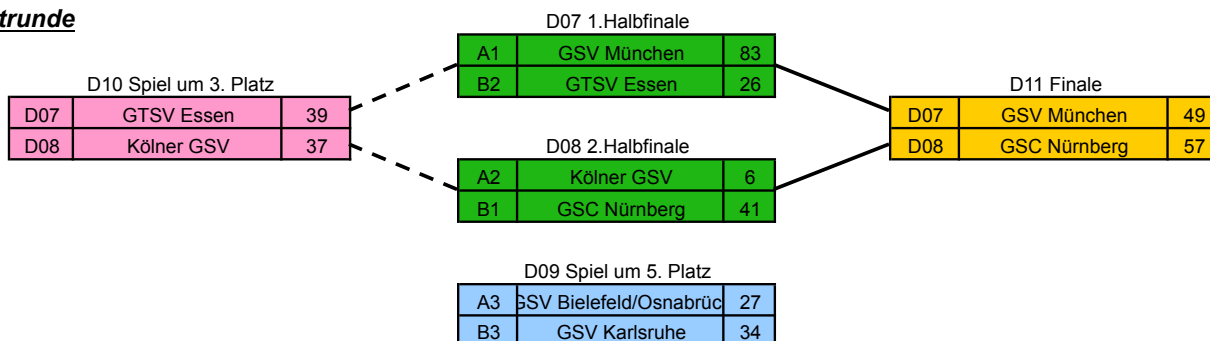 trunde
D07 1.Halbfinale
A1 GSV München 83
B2 GTSV Essen 26
D10 Spiel um 3. Platz
D07 GTSV Essen 39
D08 Kölner GSV 37
D11 Finale
D07 GSV München 49
D08 GSC Nürnberg 57
D08 2.Halbfinale
A2 Kölner GSV 6
B1 GSC Nürnberg 41
D09 Spiel um 5. Platz
A3 GSV Bielefeld/Osnabrüc 27
B3 GSV Karlsruhe 34